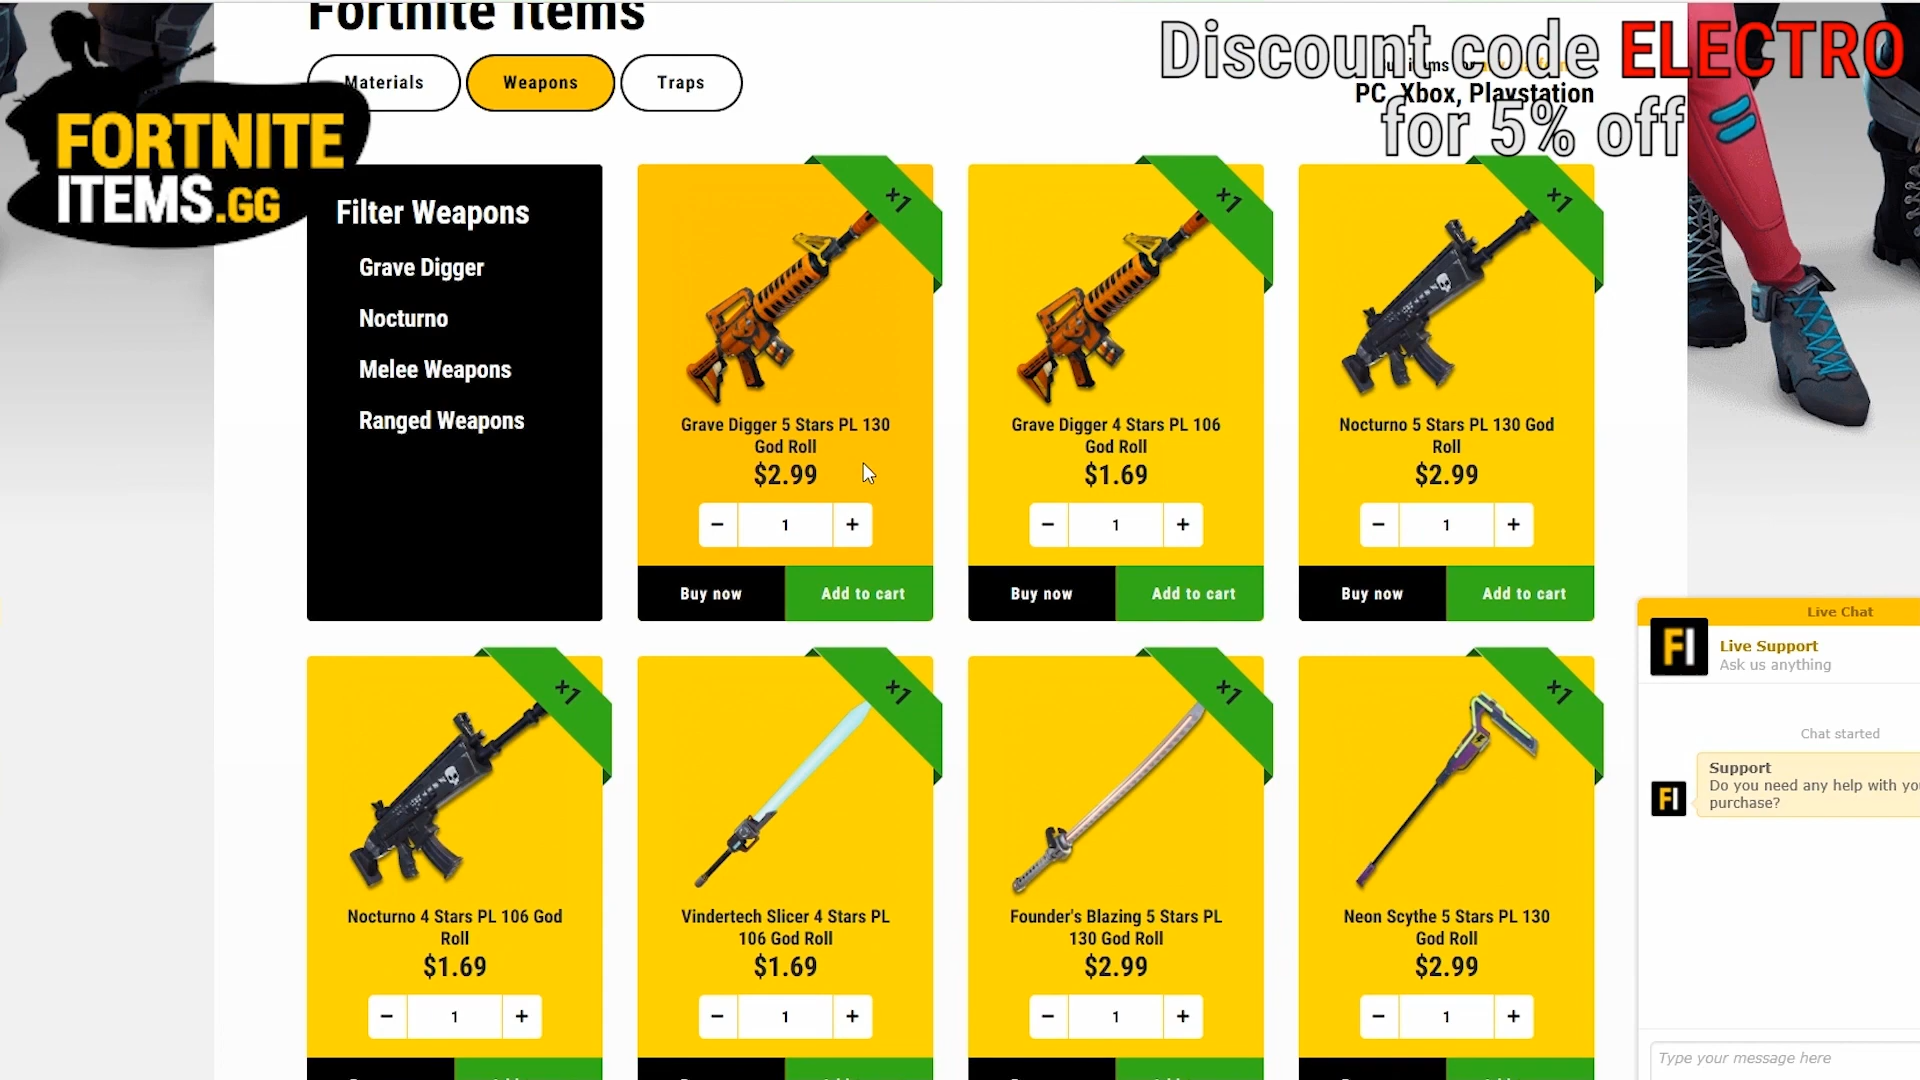 Fortnite Items
Discount code ELECTRO
for 5% off
Materials
Weapons
Traps
PC, Xbox, Playstation
FORTNITE
ITEMS.GG
Filter Weapons
Grave Digger
Nocturno
Melee Weapons
Ranged Weapons
+1
Grave Digger 5 Stars PL 130
God Roll
$2.99
− 1 +
Buy now
Add to cart
+1
Grave Digger 4 Stars PL 106
God Roll
$1.69
− 1 +
Buy now
Add to cart
+1
Nocturno 5 Stars PL 130 God
Roll
$2.99
− 1 +
Buy now
Add to cart
+1
Nocturno 4 Stars PL 106 God
Roll
$1.69
− 1 +
+1
Vindertech Slicer 4 Stars PL
106 God Roll
$1.69
− 1 +
+1
Founder's Blazing 5 Stars PL
130 God Roll
$2.99
− 1 +
+1
Neon Scythe 5 Stars PL 130
God Roll
$2.99
− 1 +
Live Chat
FI
Live Support
Ask us anything
Chat started
FI
Support
Do you need any help with yo
purchase?
Type your message here